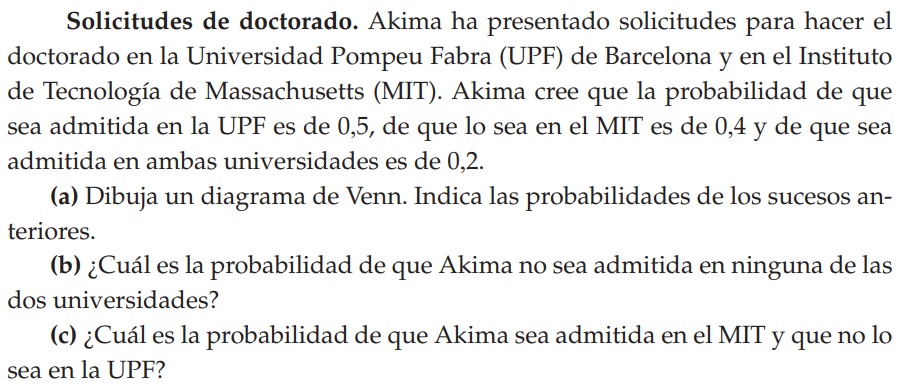 Solicitudes de doctorado. Akima ha presentado solicitudes para hacer el
doctorado en la Universidad Pompeu Fabra (UPF) de Barcelona y en el Instituto
de Tecnología de Massachusetts (MIT). Akima cree que la probabilidad de que
sea admitida en la UPF es de 0,5, de que lo sea en el MIT es de 0,4 y de que sea
admitida en ambas universidades es de 0,2.
(a) Dibuja un diagrama de Venn. Indica las probabilidades de los sucesos an-
teriores.
(b) ¿Cuál es la probabilidad de que Akima no sea admitida en ninguna de las
dos universidades?
(c) ¿Cuál es la probabilidad de que Akima sea admitida en el MIT y que no lo
sea en la UPF?